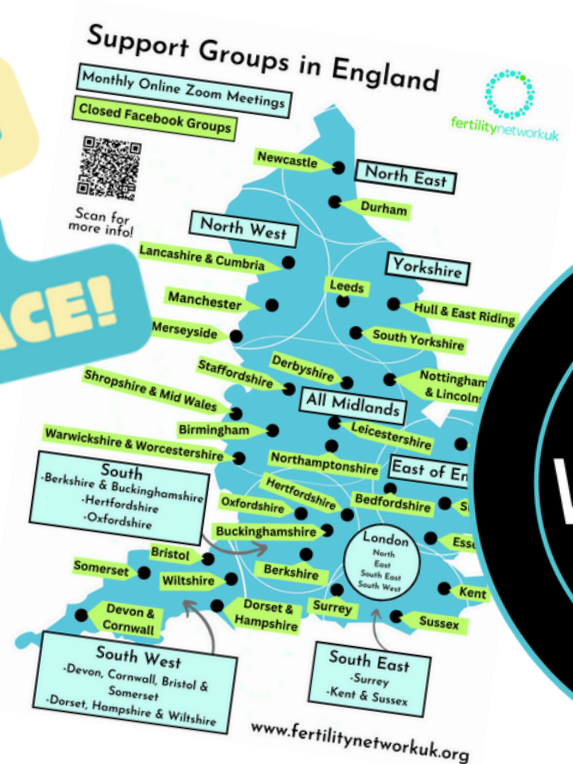 Support Groups in England
Monthly Online Zoom Meetings
Closed Facebook Groups
fertilitynetworkuk
Scan for
more info!
ACE!
Newcastle
North East
Durham
North West
Lancashire & Cumbria
Yorkshire
Leeds
Manchester
Hull & East Riding
Merseyside
South Yorkshire
Derbyshire
Staffordshire
Nottingham
& Lincoln
Shropshire & Mid Wales
All Midlands
Birmingham
Leicestershire
Warwickshire & Worcestershire
Northamptonshire
East of En
South
-Berkshire & Buckinghamshire
-Hertfordshire
-Oxfordshire
Hertfordshire
Oxfordshire
Bedfordshire
Buckinghamshire
London
North
East
South East
South West
Esse
Bristol
Somerset
Wiltshire
Berkshire
Kent
Devon &
Cornwall
Dorset &
Hampshire
Surrey
Sussex
South West
-Devon, Cornwall, Bristol &
Somerset
-Dorset, Hampshire & Wiltshire
South East
-Surrey
-Kent & Sussex
www.fertilitynetworkuk.org